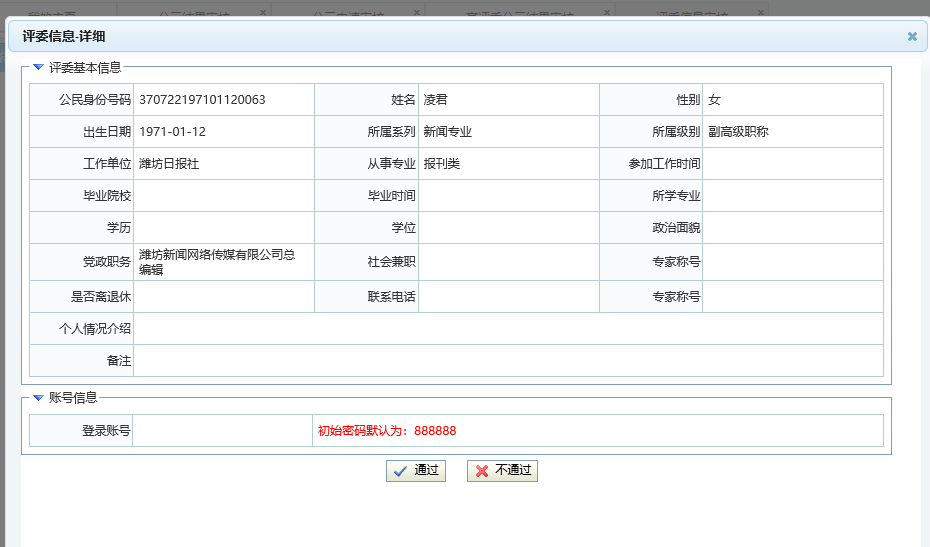 评委信息-详细
评委基本信息
公民身份号码 370722197101120063 姓名 凌君 性别 女
出生日期 1971-01-12 所属系列 新闻专业 所属级别 副高级职称
工作单位 潍坊日报社 从事专业 报刊类 参加工作时间
毕业院校 毕业时间 所学专业
学历 学位 政治面貌
党政职务 潍坊新闻网络传媒有限公司总
编辑 社会兼职 专家称号
是否离退休 联系电话 专家称号
个人情况介绍
备注
账号信息
登录账号 初始密码默认为：888888
通过 不通过